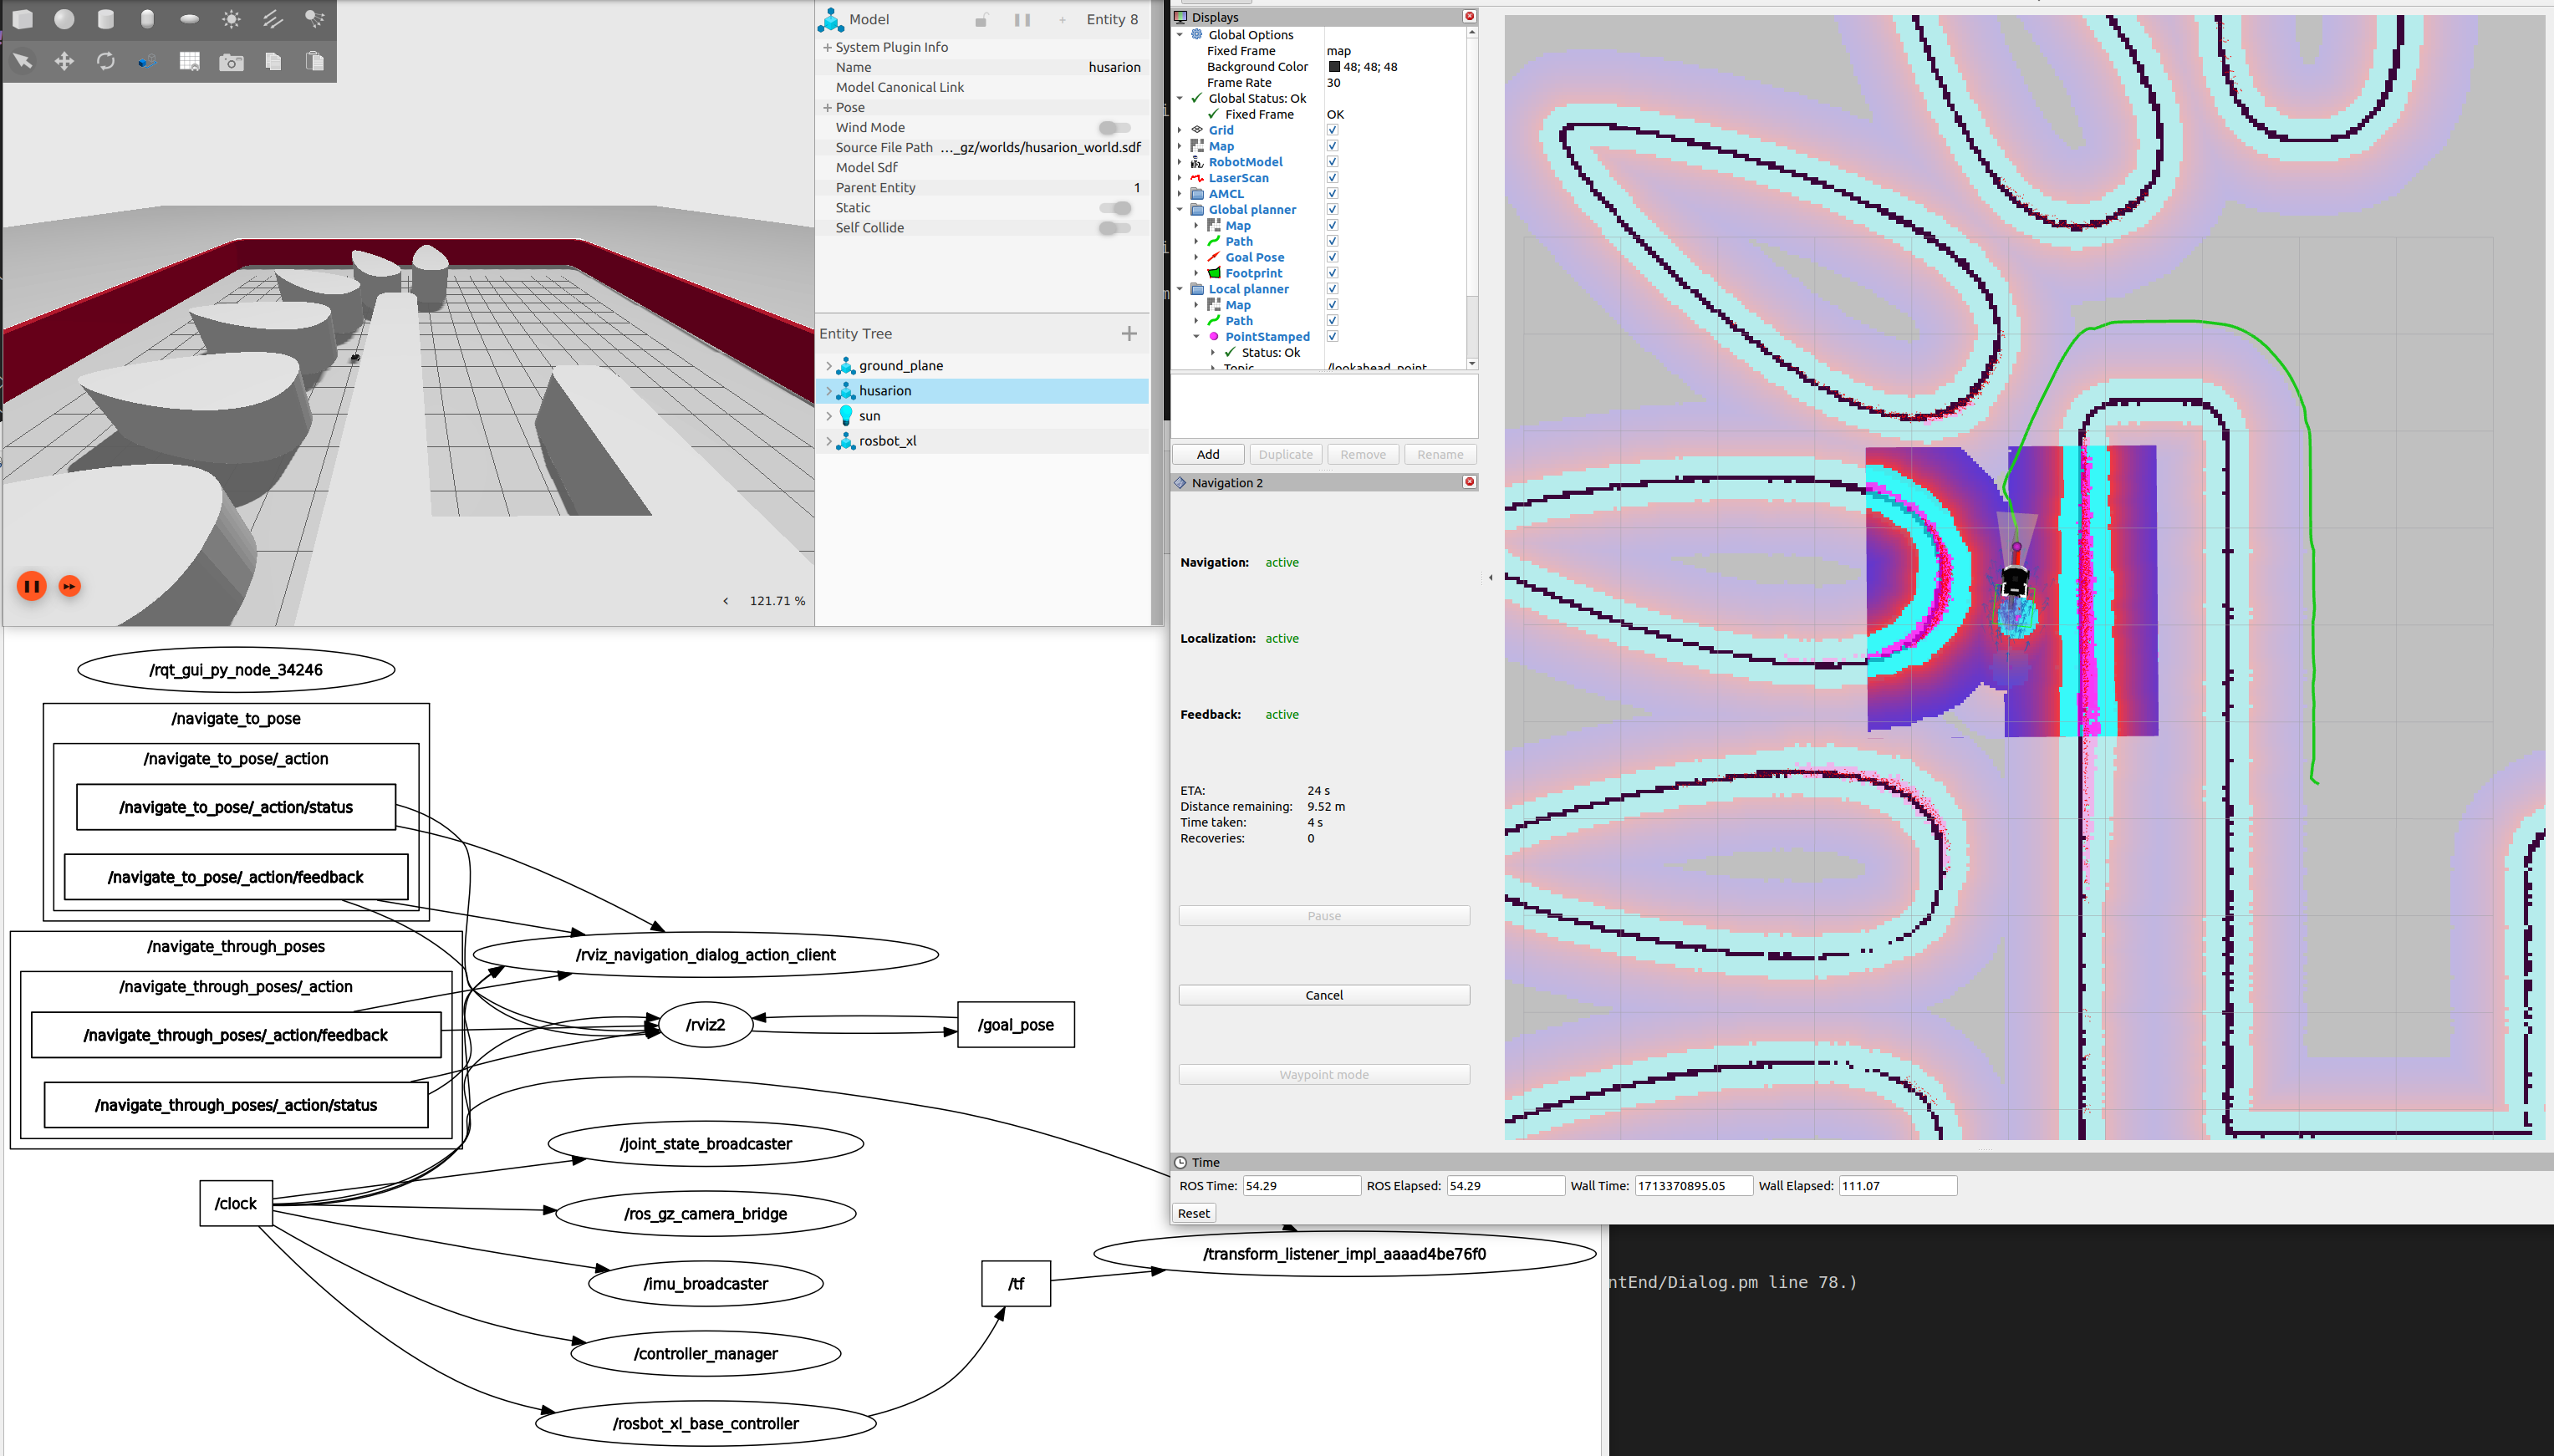 Model
Entity 8
System Plugin Info
Name husarion
Model Canonical Link
Pose
Wind Mode
Source File Path ..._gz/worlds/husarion_world.sdf
Model Sdf
Parent Entity 1
Static
Self Collide
Entity Tree
ground_plane
husarion
sun
rosbot_xl
121.71 %
Displays
Global Options
Fixed Frame map
Background Color 48; 48; 48
Frame Rate 30
Global Status: Ok
Fixed Frame OK
Grid
Map
RobotModel
LaserScan
AMCL
Global planner
Map
Path
Goal Pose
Footprint
Local planner
Map
Path
PointStamped
Status: Ok
Topic /lookahead_point
Add Duplicate Remove Rename
Navigation 2
Navigation: active
Localization: active
Feedback: active
ETA: 24 s
Distance remaining: 9.52 m
Time taken: 4 s
Recoveries: 0
Pause
Cancel
Waypoint mode
Time
ROS Time: 54.29 ROS Elapsed: 54.29 Wall Time: 1713370895.05 Wall Elapsed: 111.07
Reset
/rqt_gui_py_node_34246
/navigate_to_pose
/navigate_to_pose/_action
/navigate_to_pose/_action/status
/navigate_to_pose/_action/feedback
/navigate_through_poses
/navigate_through_poses/_action
/navigate_through_poses/_action/feedback
/navigate_through_poses/_action/status
/rviz_navigation_dialog_action_client
/rviz2
/goal_pose
/joint_state_broadcaster
/clock
/ros_gz_camera_bridge
/imu_broadcaster
/controller_manager
/rosbot_xl_base_controller
/tf
/transform_listener_impl_aaaad4be76f0
ntEnd/Dialog.pm line 78.)